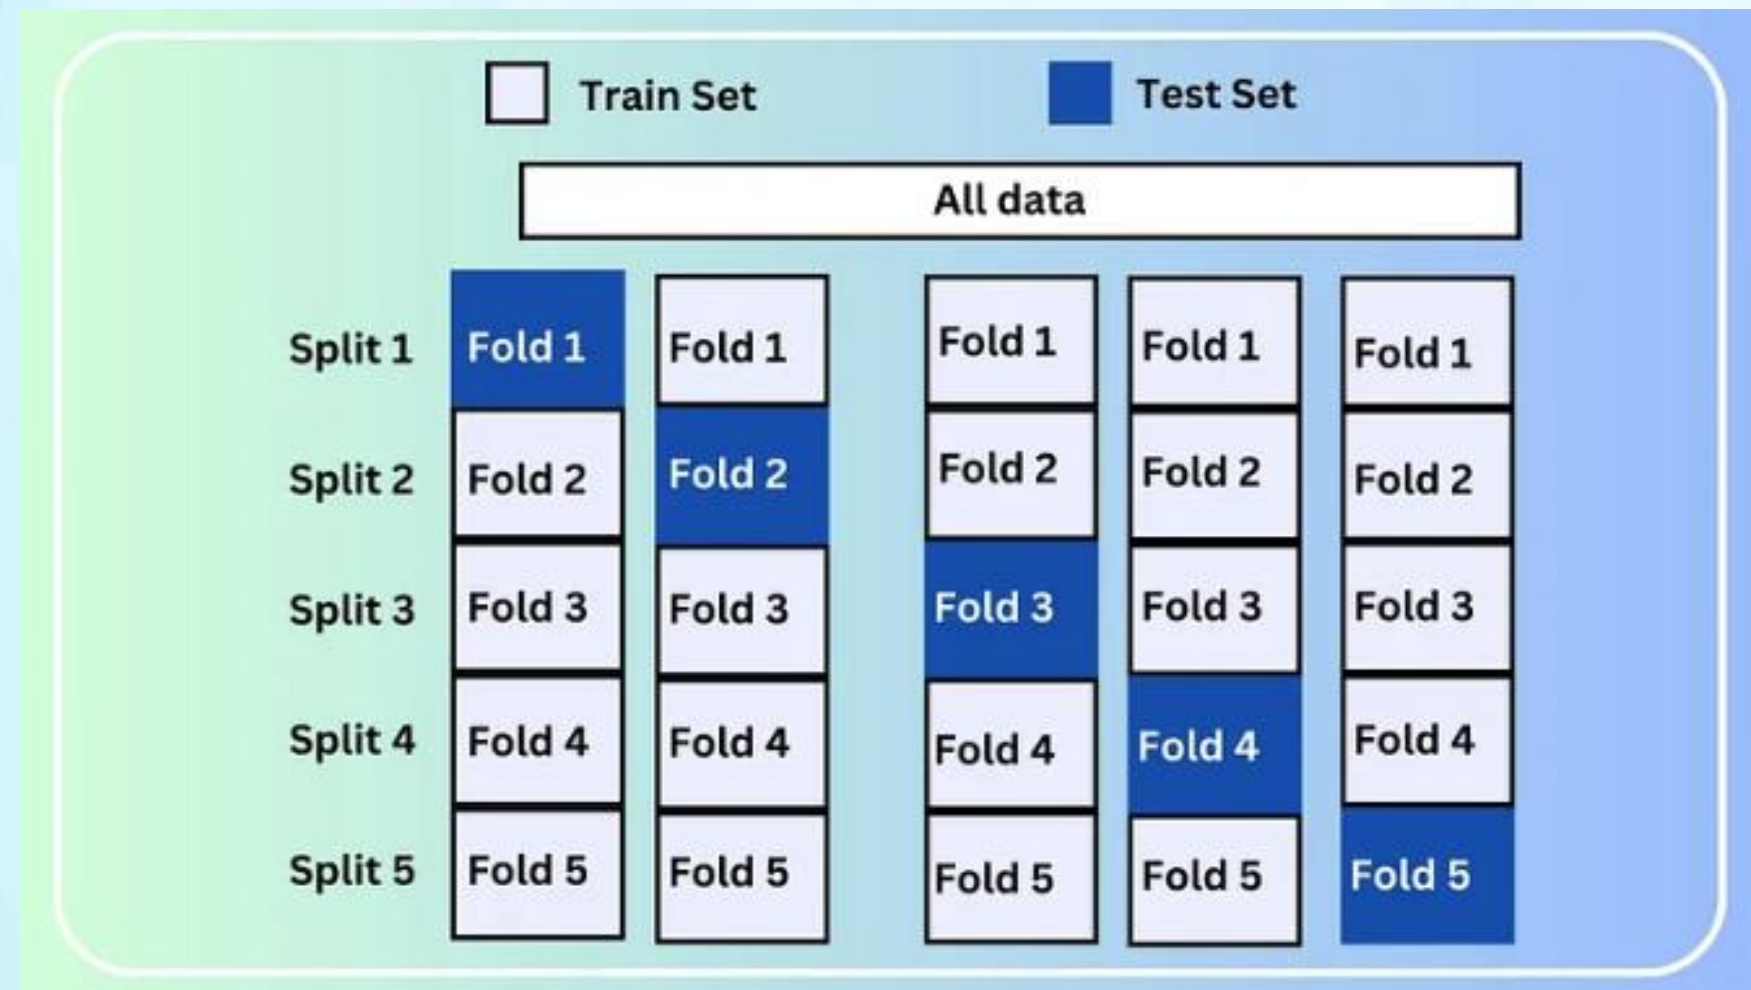 Train Set Test Set
All data
Split 1 Fold 1 Fold 1 Fold 1 Fold 1 Fold 1
Split 2 Fold 2 Fold 2 Fold 2 Fold 2 Fold 2
Split 3 Fold 3 Fold 3 Fold 3 Fold 3 Fold 3
Split 4 Fold 4 Fold 4 Fold 4 Fold 4 Fold 4
Split 5 Fold 5 Fold 5 Fold 5 Fold 5 Fold 5